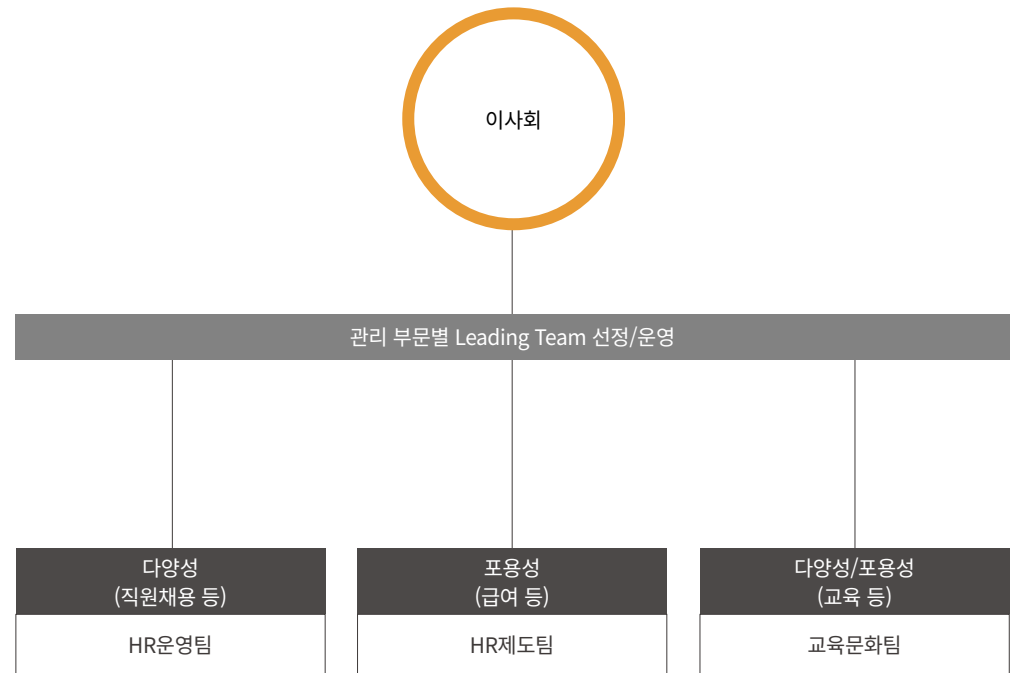 이사회
관리 부문별 Leading Team 선정/운영
다양성
(직원채용 등)
HR운영팀
포용성
(급여 등)
HR제도팀
다양성/포용성
(교육 등)
교육문화팀